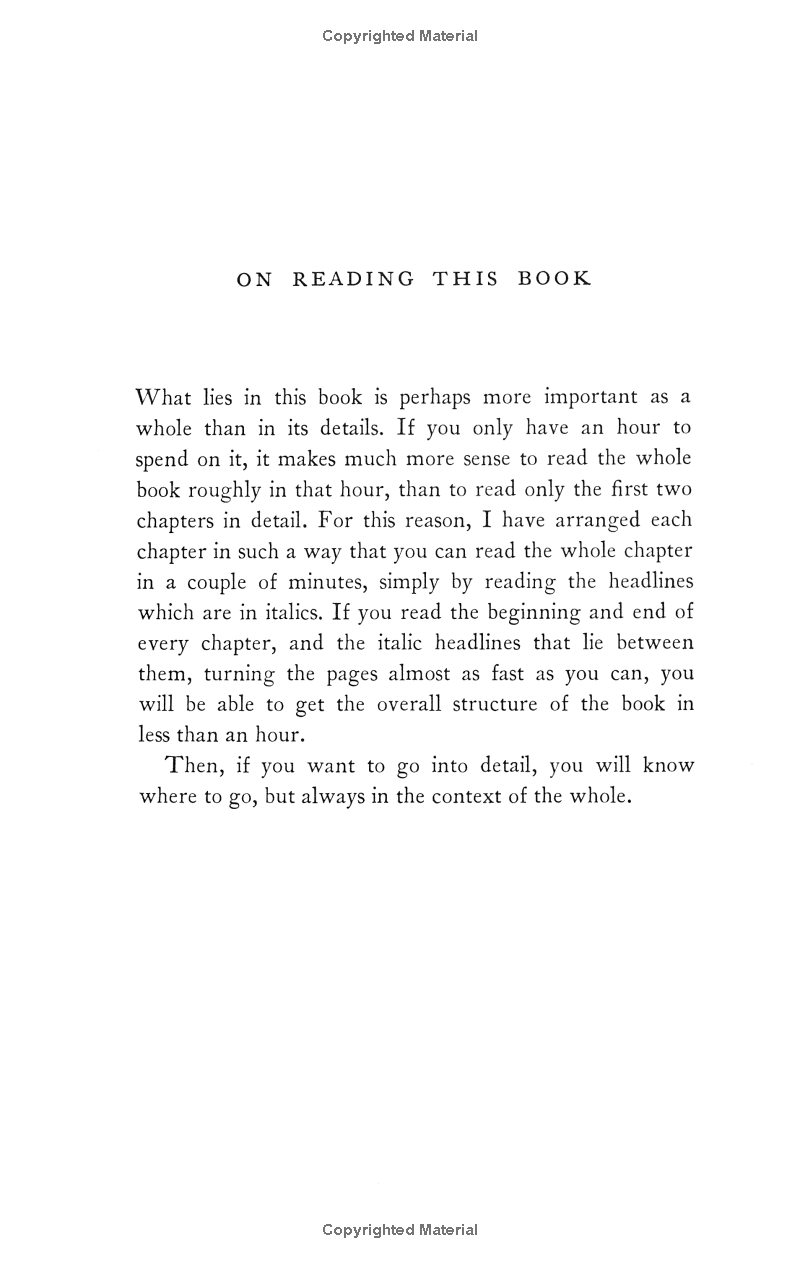 Copyrighted Material
ON READING THIS BOOK
What lies in this book is perhaps more important as a
whole than in its details. If you only have an hour to
spend on it, it makes much more sense to read the whole
book roughly in that hour, than to read only the first two
chapters in detail. For this reason, I have arranged each
chapter in such a way that you can read the whole chapter
in a couple of minutes, simply by reading the headlines
which are in italics. If you read the beginning and end of
every chapter, and the italic headlines that lie between
them, turning the pages almost as fast as you can, you
will be able to get the overall structure of the book in
less than an hour.
Then, if you want to go into detail, you will know
where to go, but always in the context of the whole.
Copyrighted Material